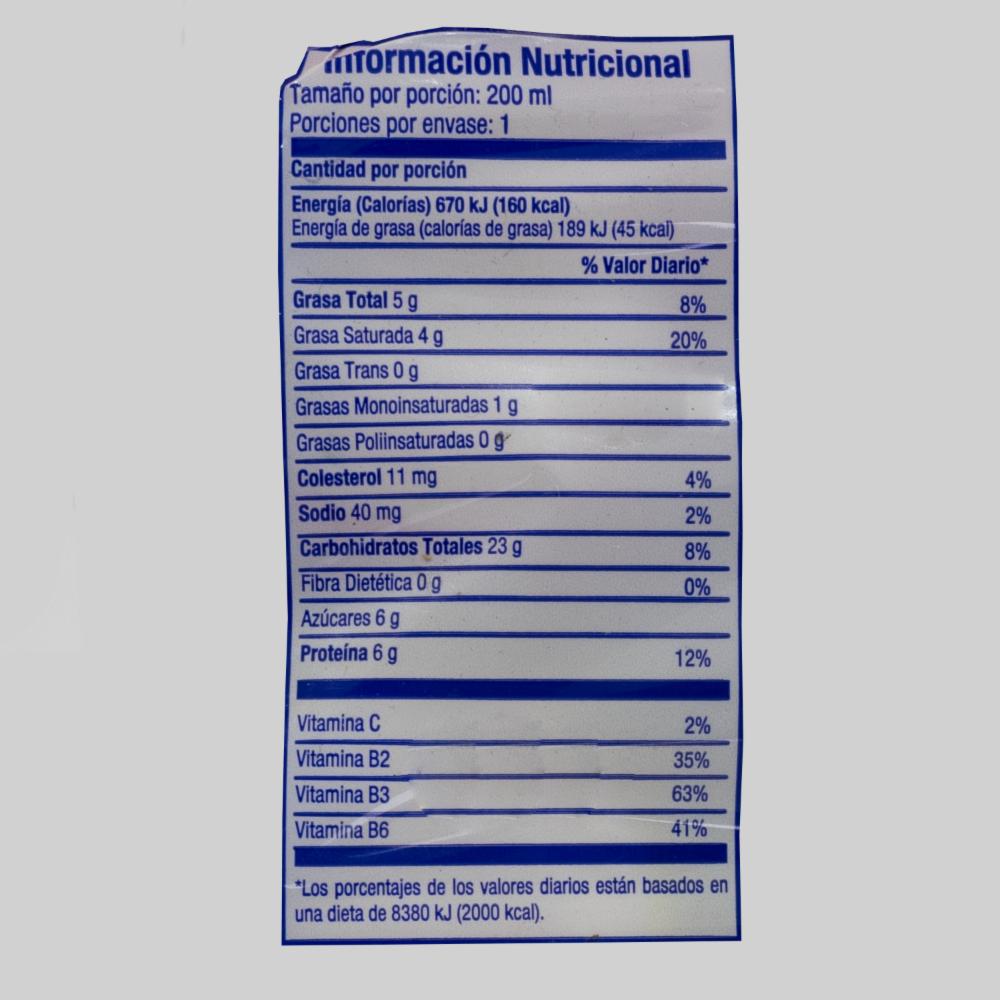 Información Nutricional
Tamaño por porción: 200 ml
Porciones por envase: 1
Cantidad por porción
Energía (Calorías) 670 kJ (160 kcal)
Energía de grasa (calorías de grasa) 189 kJ (45 kcal)
% Valor Diario*
Grasa Total 5 g 8%
Grasa Saturada 4 g 20%
Grasa Trans 0 g
Grasas Monoinsaturadas 1 g
Grasas Poliinsaturadas 0 g
Colesterol 11 mg 4%
Sodio 40 mg 2%
Carbohidratos Totales 23 g 8%
Fibra Dietética 0 g 0%
Azúcares 6 g
Proteína 6 g 12%
Vitamina C 2%
Vitamina B2 35%
Vitamina B3 63%
Vitamina B6 41%
*Los porcentajes de los valores diarios están basados en
una dieta de 8380 kJ (2000 kcal).